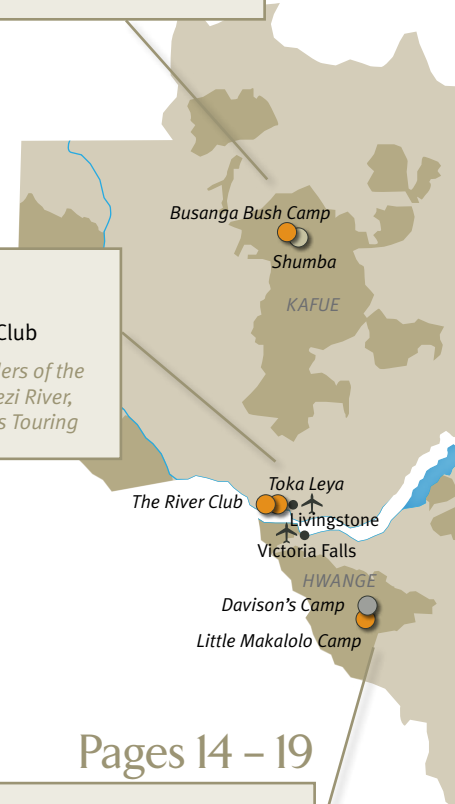 Busanga Bush Camp
Shumba
KAFUE
Club
ers of the
ezi River,
s Touring
Toka Leya
The River Club
Livingstone
Victoria Falls
HWANGE
Davison's Camp
Little Makalolo Camp
Pages 14 – 19